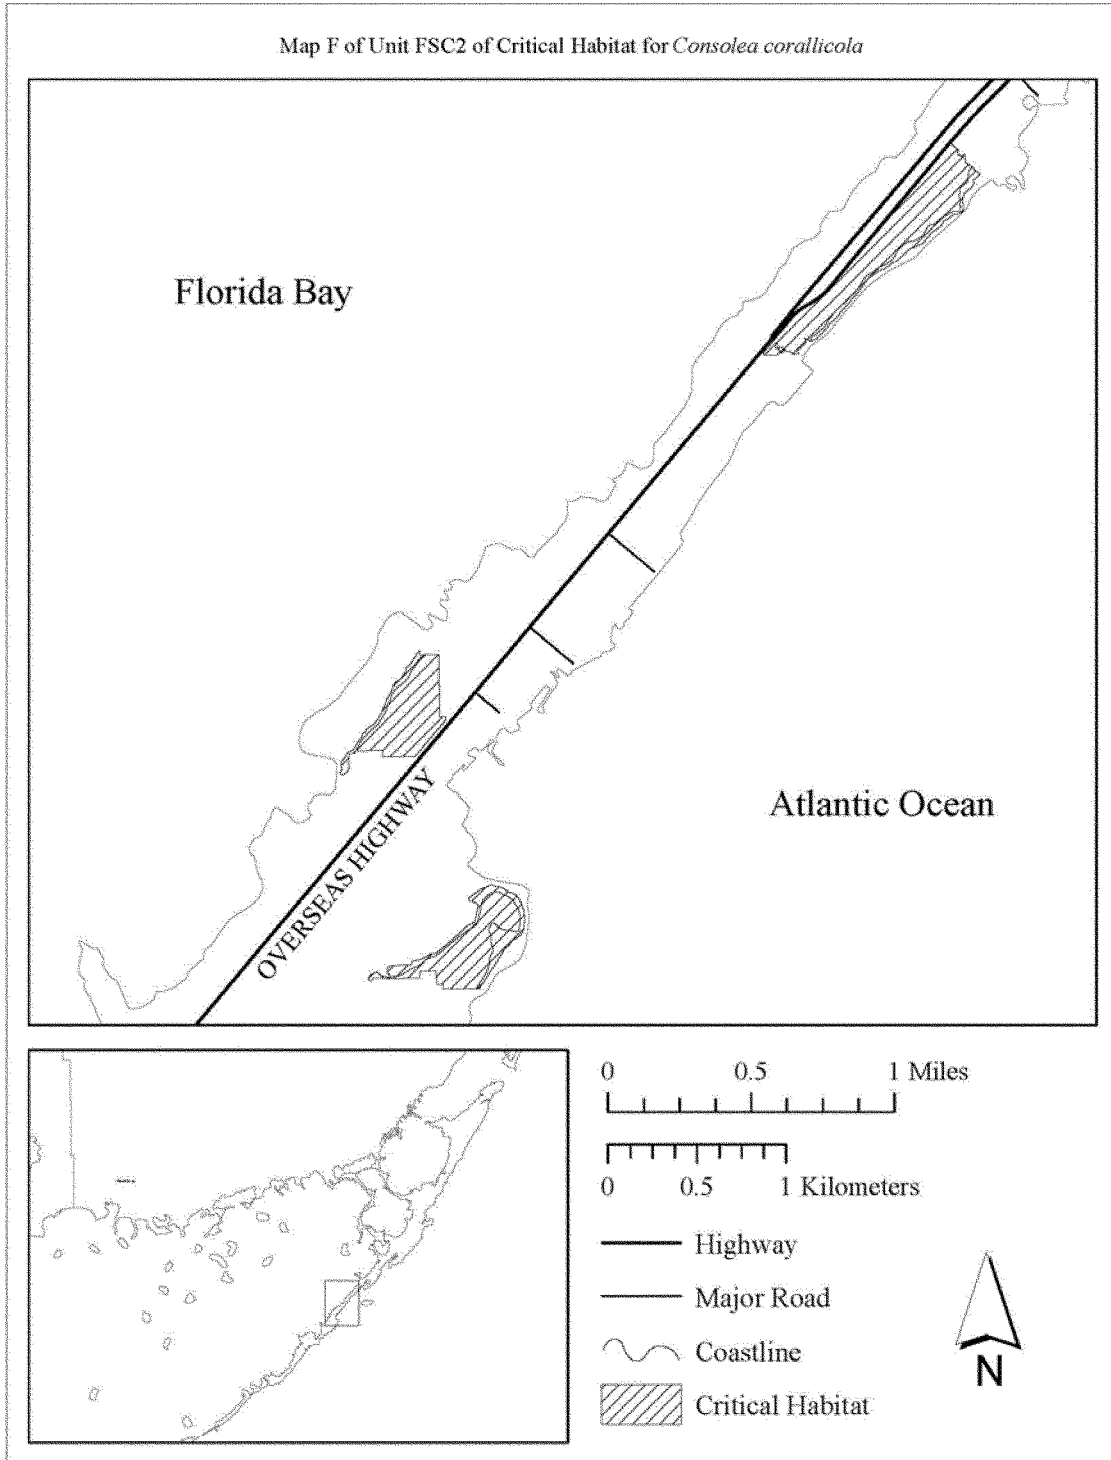 Map F of Unit FSC2 of Critical Habitat for Consolea corallicola
Florida Bay
Atlantic Ocean
OVERSEAS HIGHWAY
0 0.5 1 Miles
0 0.5 1 Kilometers
Highway
Major Road
Coastline
Critical Habitat
N